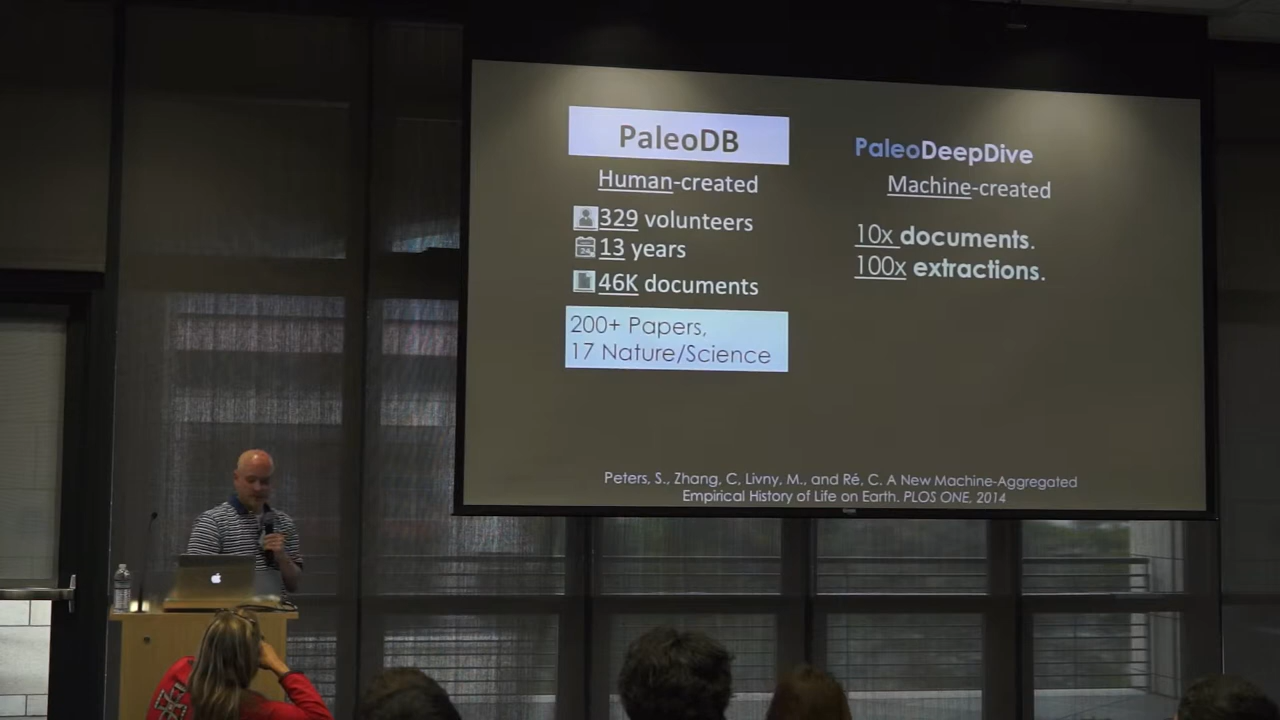 PaleoDB
Human-created
329 volunteers
24
13 years
46K documents
200+ Papers,
17 Nature/Science
PaleoDeepDive
Machine-created
10x documents.
100x extractions.
Peters, S., Zhang, C, Livny, M., and Ré, C. A New Machine-Aggregated
Empirical History of Life on Earth. PLOS ONE, 2014